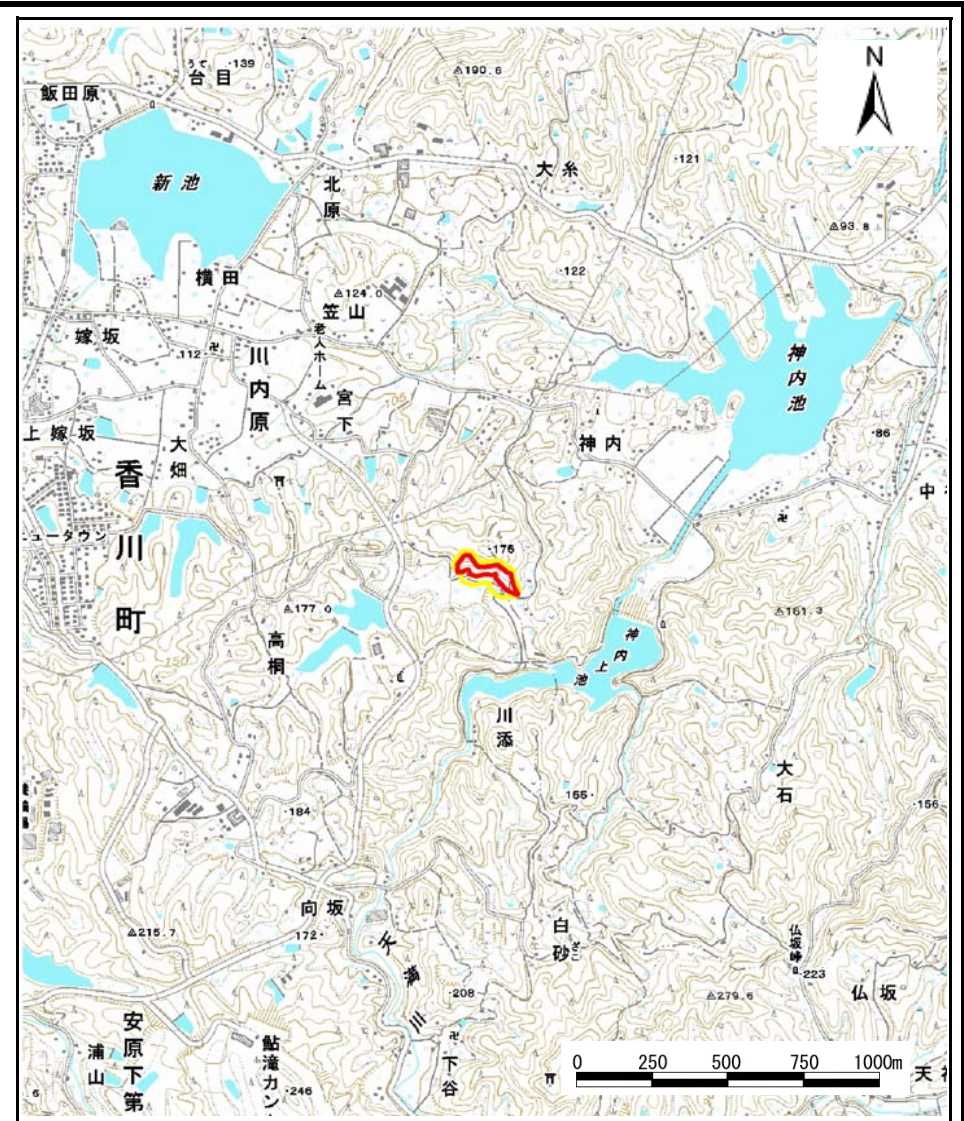 N
うて
台目
・139
△190.6
飯田原
新池
北原
大糸
・121
△93.8
・122
横田
△124.0
笠山
嫁坂
112・
川内原
老人ホーム
宮下
神内池
上嫁坂
大畑
神内
・86
香川町
ュータウン
・175
△177.0
高桐
△161.3
神内上池
川添
大石
155・
・156
・184
向坂
172・
△215.7
天満川
白砂
仏坂峠
・223
仏坂
・208
△279.6
安原下第
浦山
鮎滝カン
・246
下谷
0 250 500 750 1000m